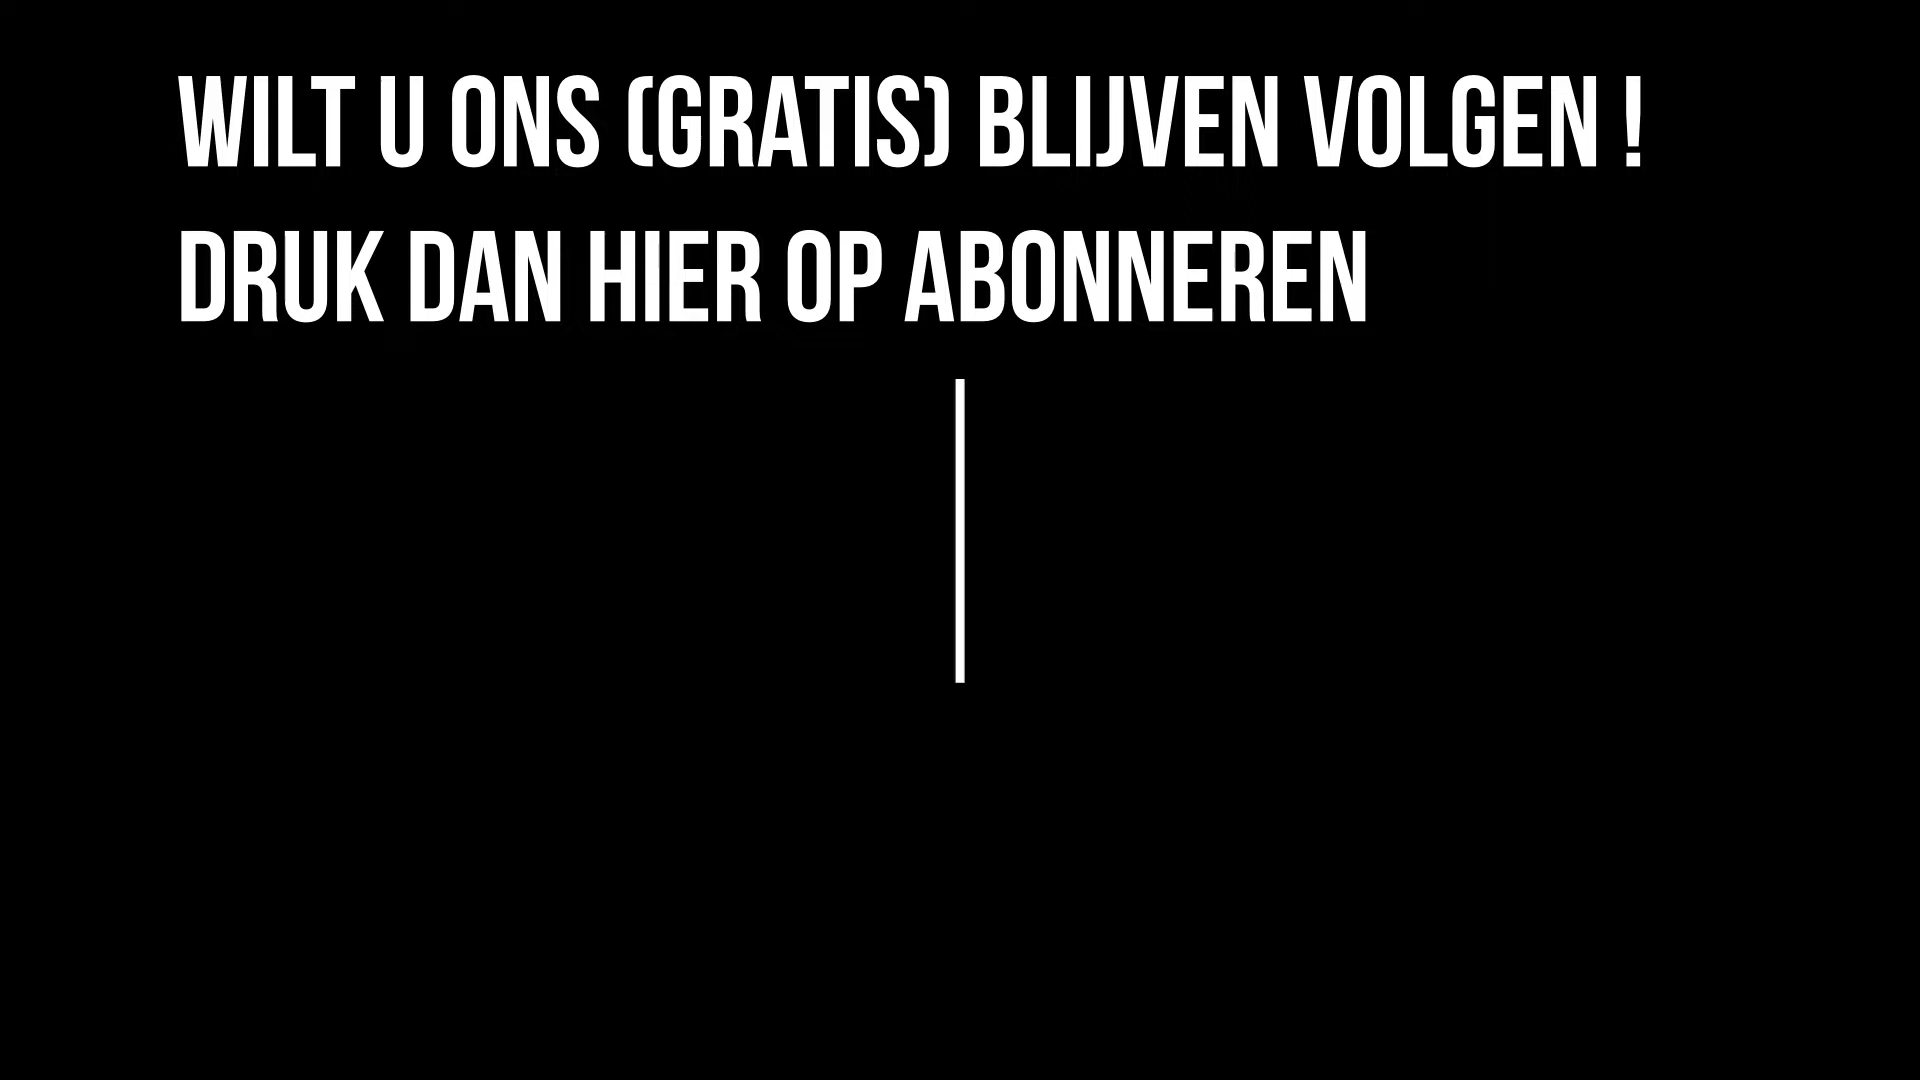 WILT U ONS (GRATIS) BLIJVEN VOLGEN !
DRUK DAN HIER OP ABONNEREN